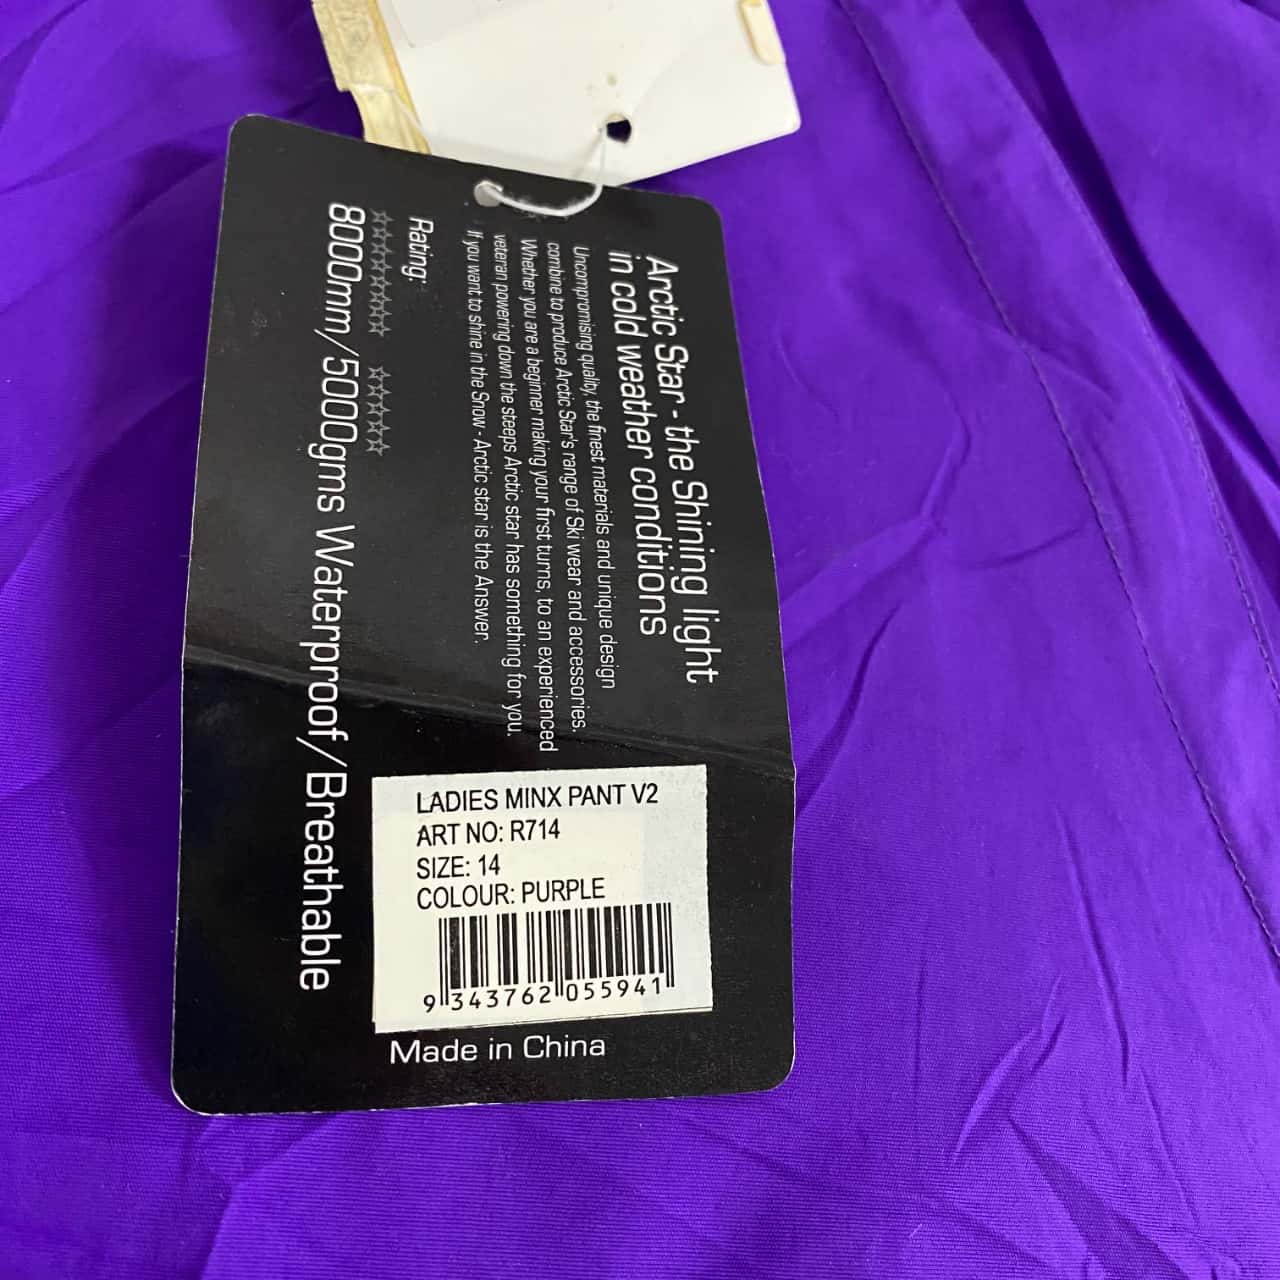 Arctic Star - the Shining light
in cold weather conditions
Uncompromising quality, the finest materials and unique design
combine to produce Arctic Star's range of Ski wear and accessories.
Whether you are a beginner making your first turns, to an experienced
veteran powering down the steeps Arctic star has something for you.
If you want to shine in the Snow - Arctic star is the Answer.
Rating:
☆☆☆☆☆☆☆☆ ☆☆☆☆☆
8000mm/5000gms Waterproof/Breathable
LADIES MINX PANT V2
ART NO: R714
SIZE: 14
COLOUR: PURPLE
9 343762 055941
Made in China